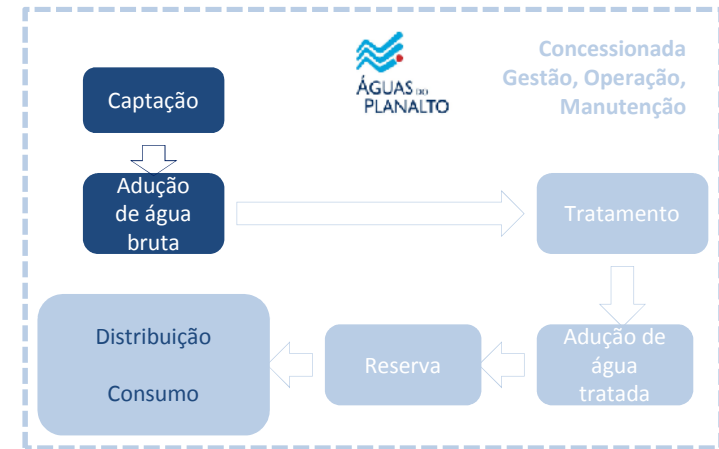 Concessionada
Gestão, Operação,
Manutenção
ÁGUAS DO
PLANALTO
Captação
Adução
de água
bruta
Tratamento
Adução de
água
tratada
Reserva
Distribuição
Consumo